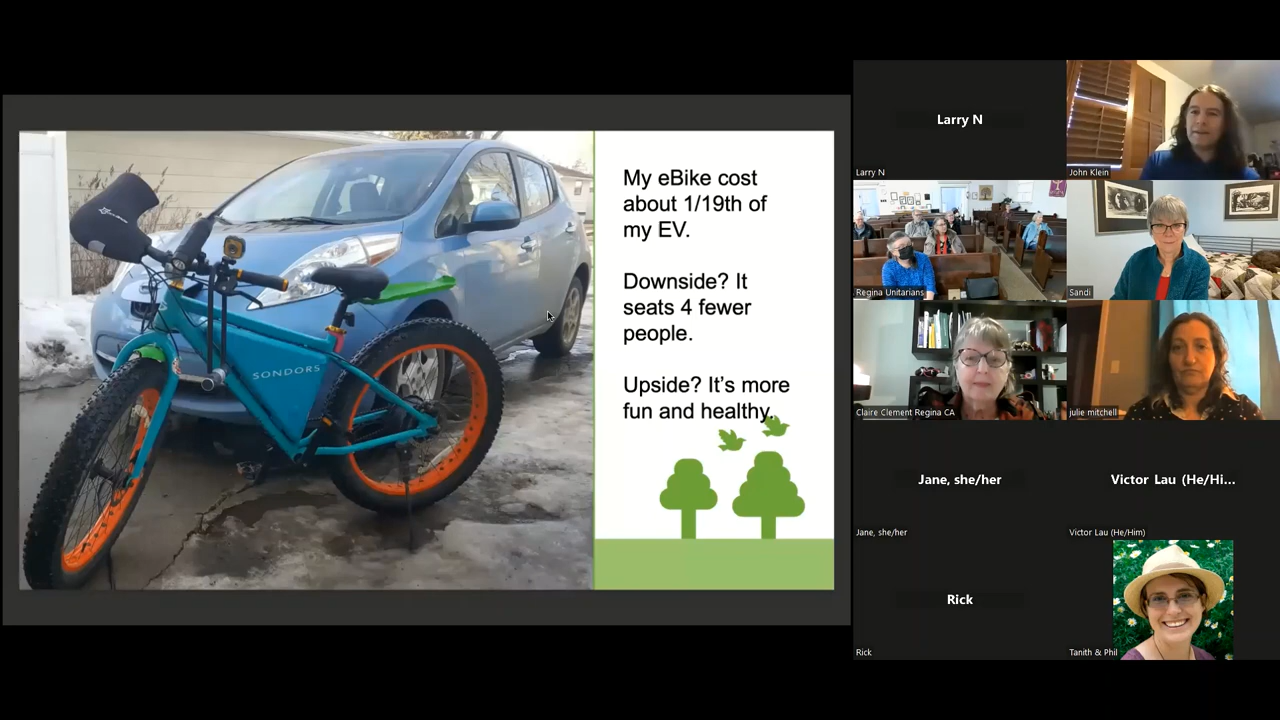 My eBike cost
about 1/19th of
my EV.
Downside? It
seats 4 fewer
people.
Upside? It's more
fun and healthy.
SONDORS
Larry N
Larry N
John Klein
Regina Unitarians
Sandi
Claire Clement Regina CA
julie mitchell
Jane, she/her
Jane, she/her
Victor Lau (He/Hi...
Victor Lau (He/Him)
Rick
Rick
Tanith & Phil